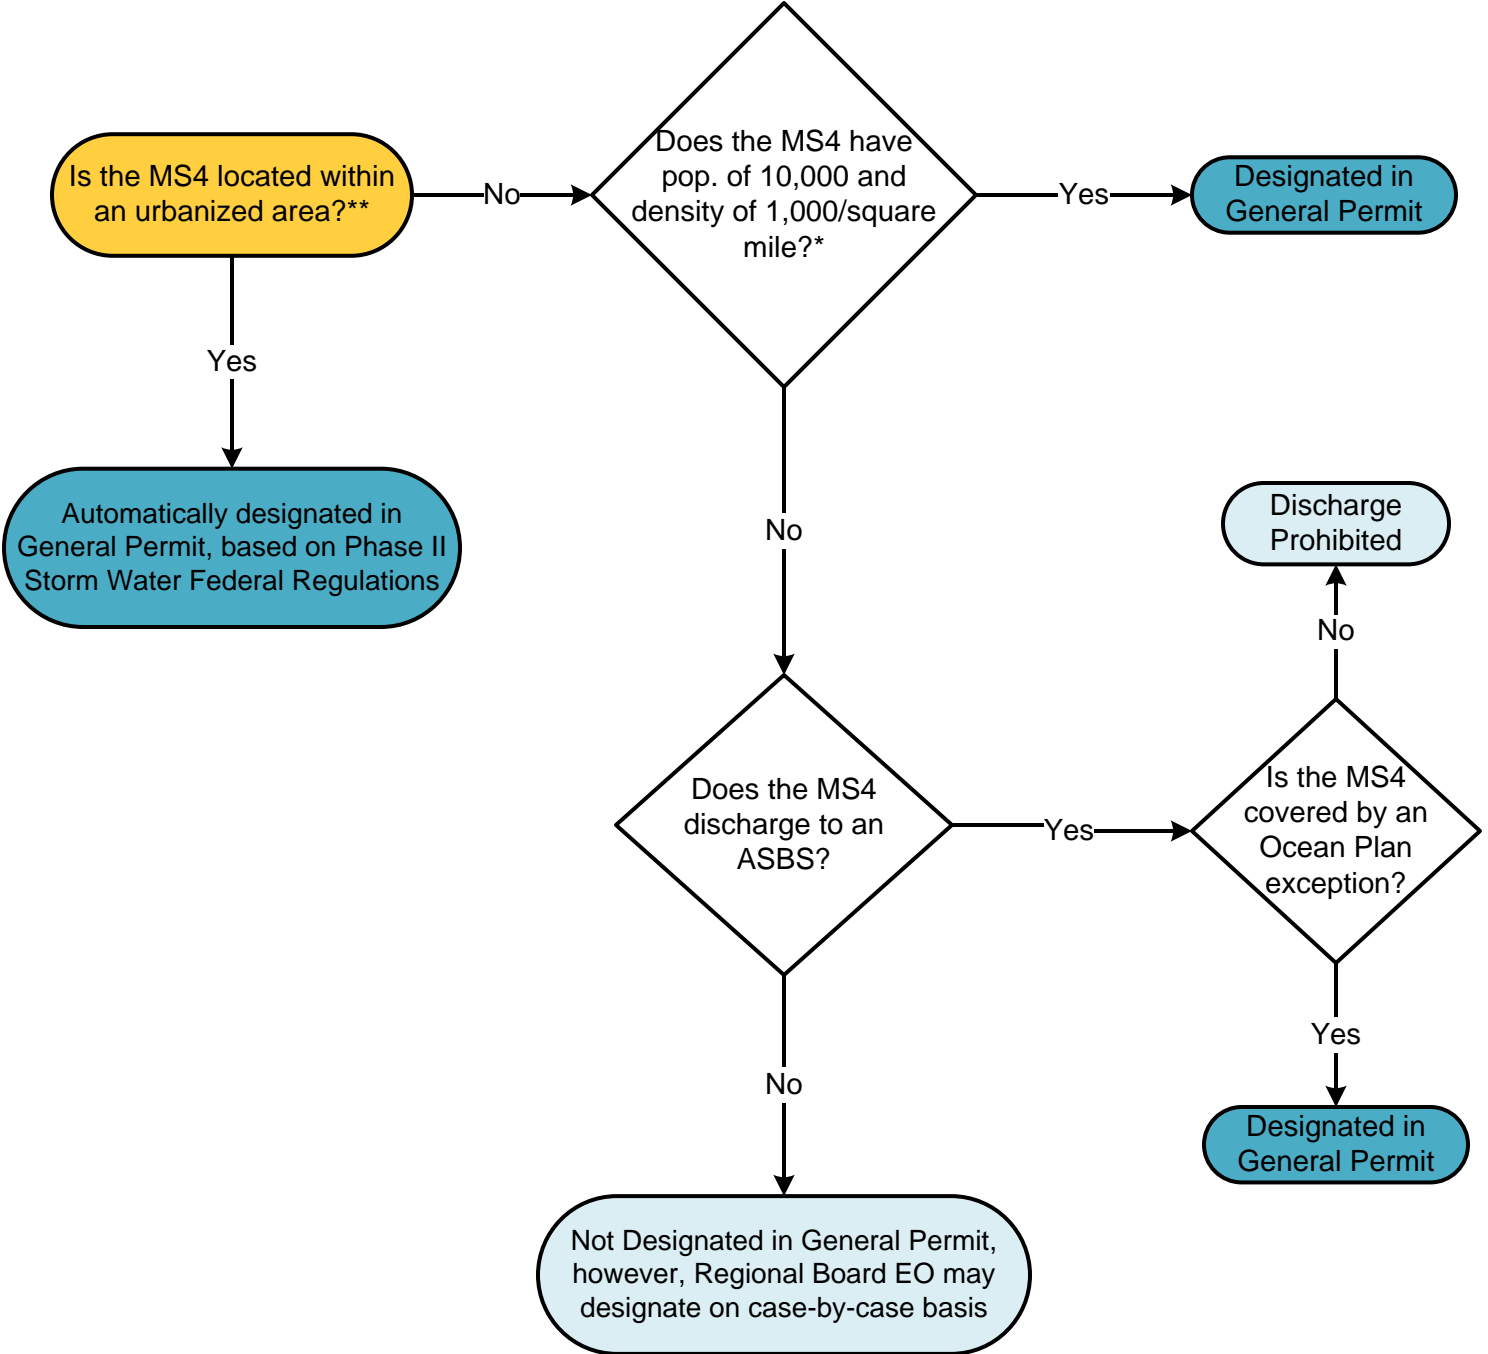 Is the MS4 located within
an urbanized area?**
No
Does the MS4 have
pop. of 10,000 and
density of 1,000/square
mile?*
Yes
Designated in
General Permit
Yes
Automatically designated in
General Permit, based on Phase II
Storm Water Federal Regulations
No
Discharge
Prohibited
No
Does the MS4
discharge to an
ASBS?
Yes
Is the MS4
covered by an
Ocean Plan
exception?
Yes
Designated in
General Permit
No
Not Designated in General Permit,
however, Regional Board EO may
designate on case-by-case basis